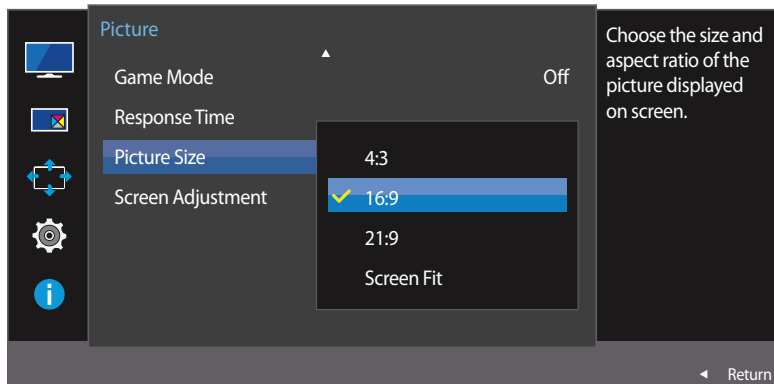 Picture
Game Mode Off
Response Time
Picture Size
Screen Adjustment
4:3
16:9
21:9
Screen Fit
Choose the size and
aspect ratio of the
picture displayed
on screen.
Return